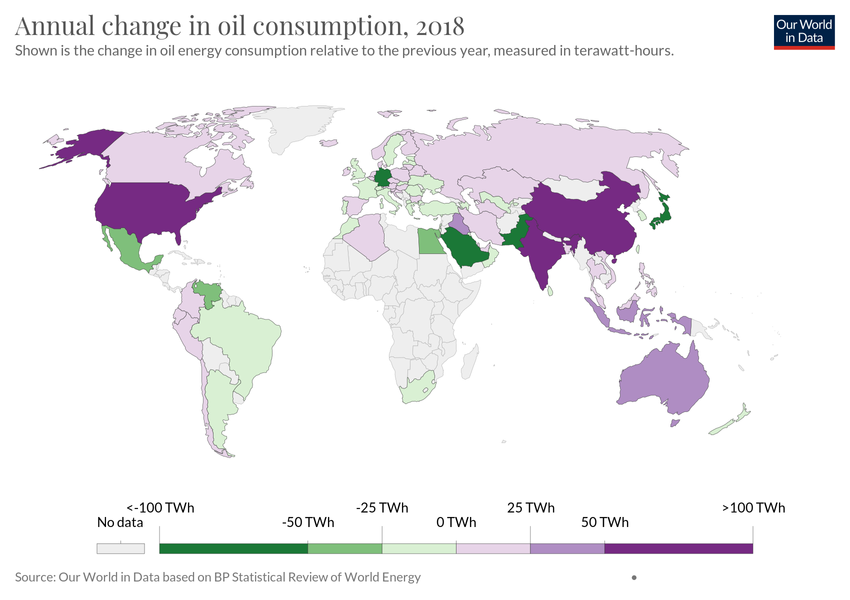 Annual change in oil consumption, 2018
Our World
in Data
Shown is the change in oil energy consumption relative to the previous year, measured in terawatt-hours.
<-100 TWh
-25 TWh
25 TWh
>100 TWh
No data
-50 TWh
0 TWh
50 TWh
Source: Our World in Data based on BP Statistical Review of World Energy